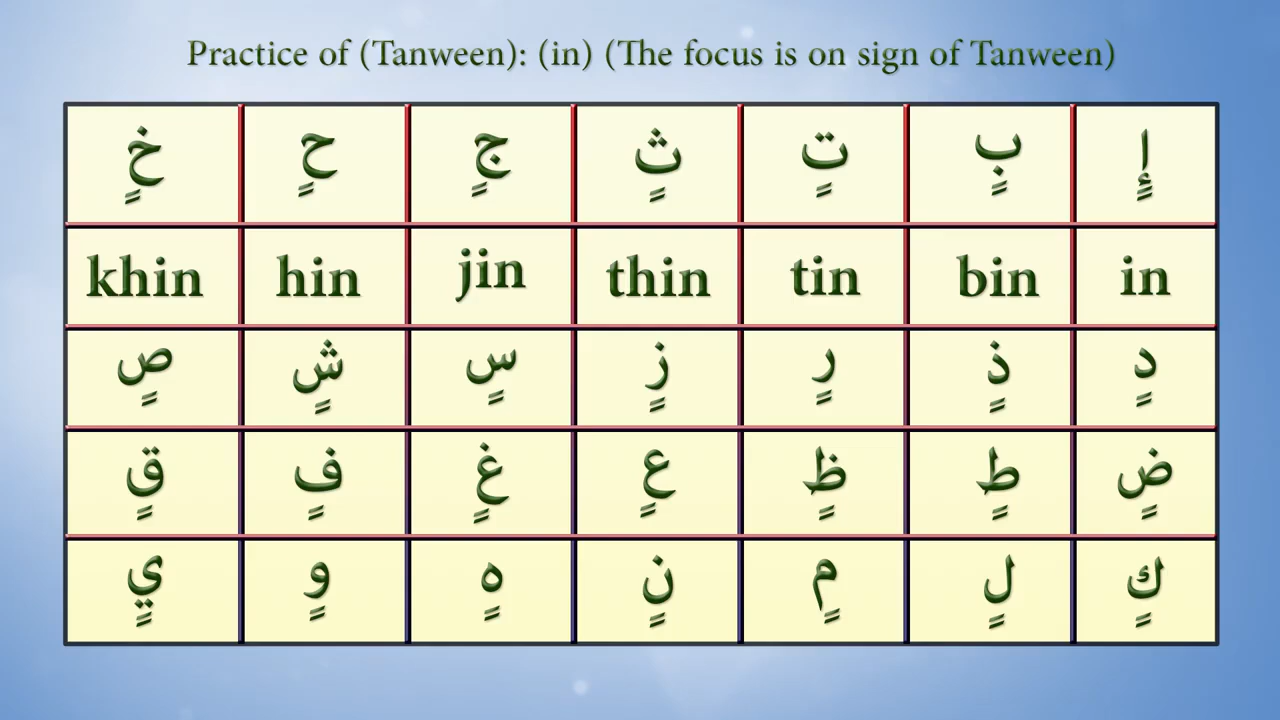 Practice of (Tanween): (in) (The focus is on sign of Tanween)
إٍ بٍ تٍ ثٍ جٍ حٍ خٍ
in bin tin thin jin hin khin
دٍ ذٍ رٍ زٍ سٍ شٍ صٍ
ضٍ طٍ ظٍ عٍ غٍ فٍ قٍ
كٍ لٍ مٍ نٍ هٍ وٍ يٍ